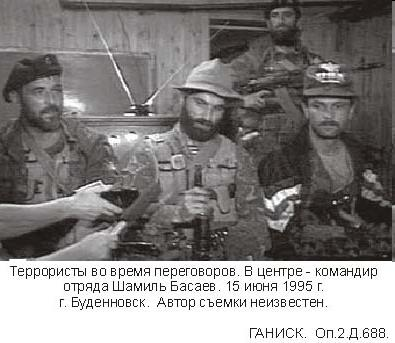 Террористы во время переговоров. В центре - командир
отряда Шамиль Басаев. 15 июня 1995 г.
г. Буденновск. Автор съемки неизвестен.
ГАНИСК. Оп.2.Д.688.